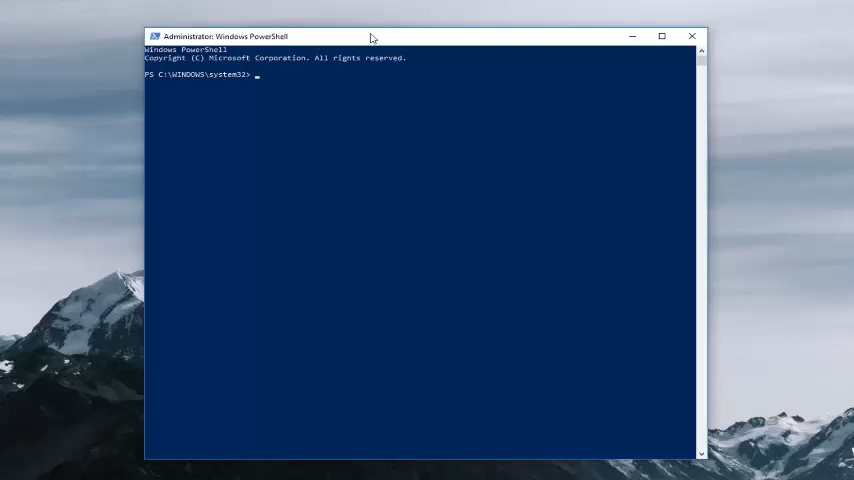 Administrator: Windows PowerShell
Windows PowerShell
Copyright (C) Microsoft Corporation. All rights reserved.
PS C:\WINDOWS\system32> _